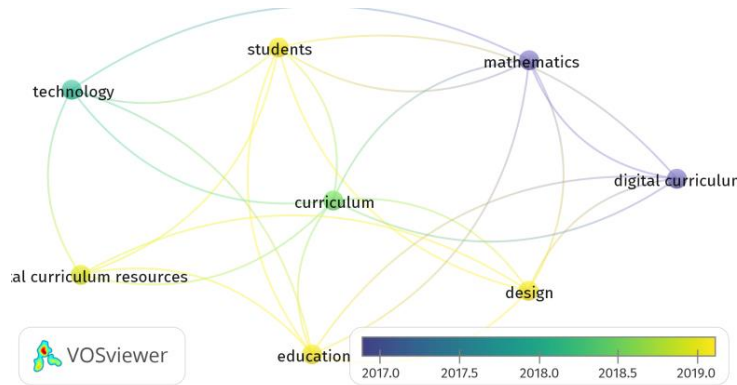 students
mathematics
technology
digital curriculum
curriculum
al curriculum resources
design
education
VOSviewer
2017.0 2017.5 2018.0 2018.5 2019.0